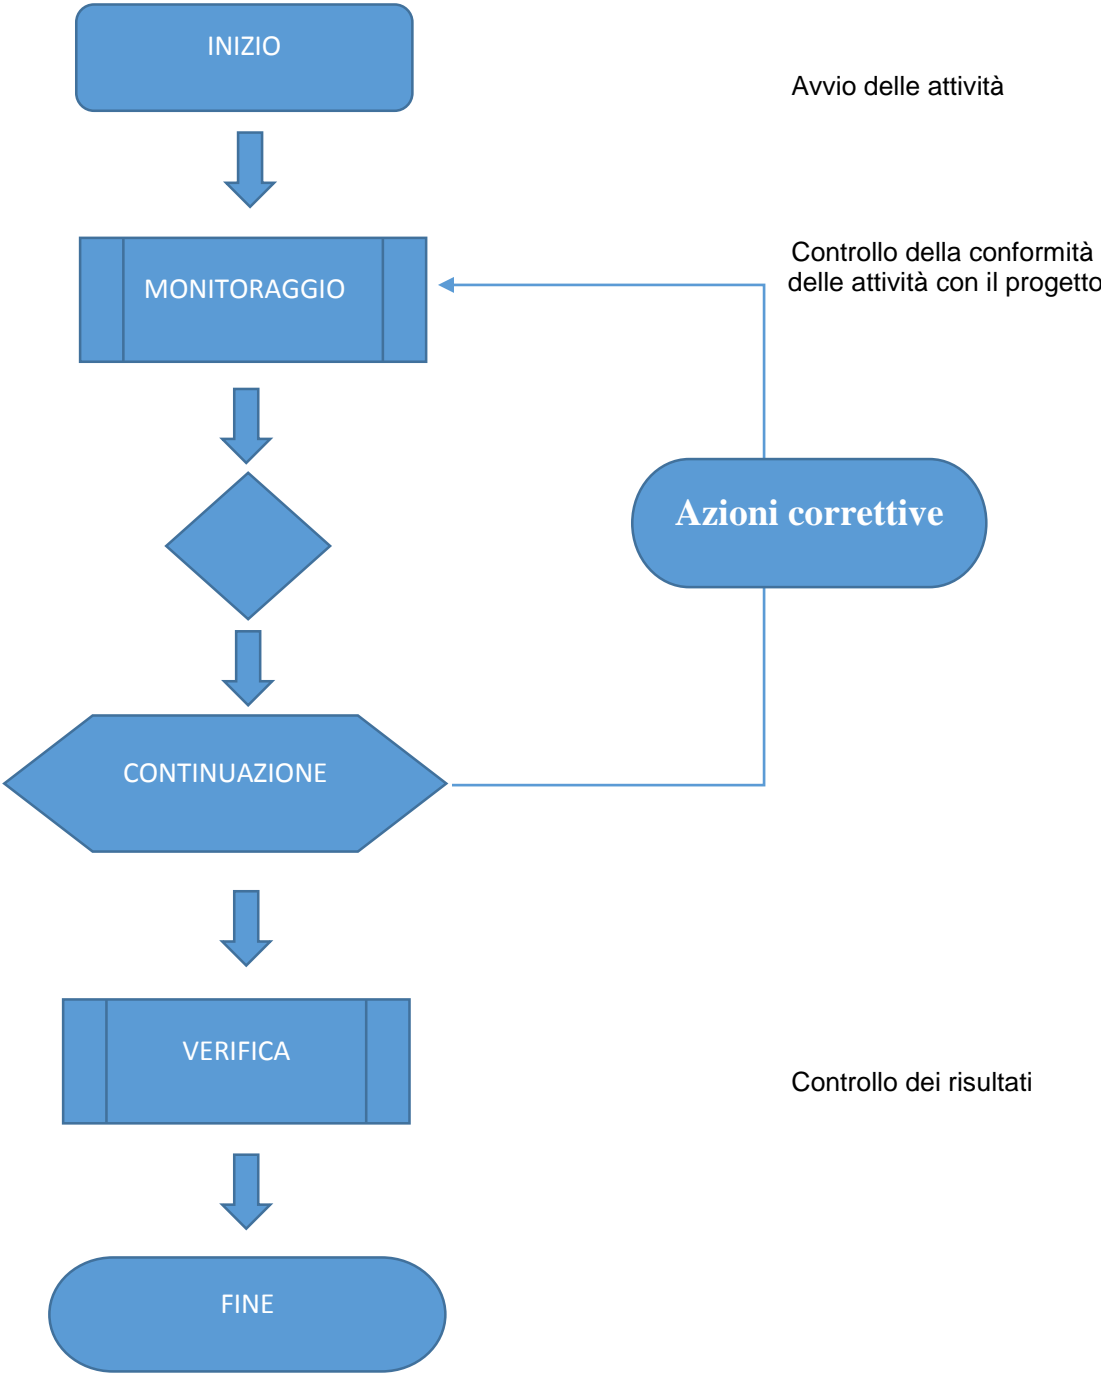 INIZIO
Avvio delle attività
MONITORAGGIO
Controllo della conformità
delle attività con il progetto
Azioni correttive
CONTINUAZIONE
VERIFICA
Controllo dei risultati
FINE